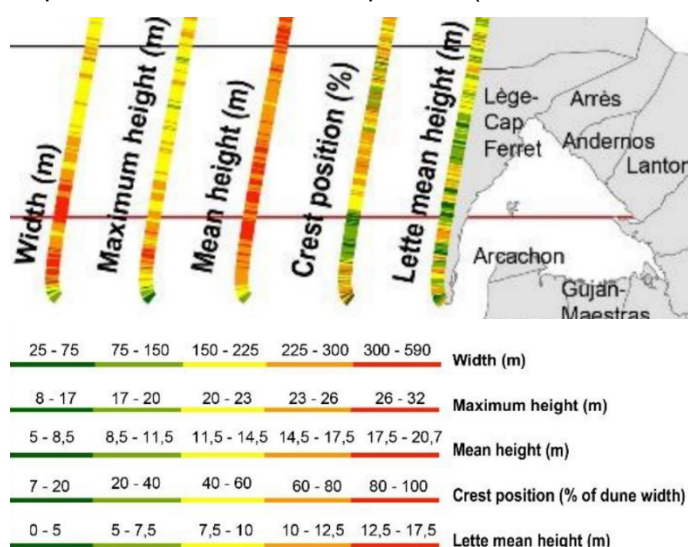 Width (m)
Maximum height (m)
Mean height (m)
Crest position (%)
Lette mean height (m)
Lège-
Cap
Ferret
Arrès
Andernos
Lanton
Arcachon
Gujan-
Maestras
25 - 75 75 - 150 150 - 225 225 - 300 300 - 590 Width (m)
8 - 17 17 - 20 20 - 23 23 - 26 26 - 32 Maximum height (m)
5 - 8,5 8,5 - 11,5 11,5 - 14,5 14,5 - 17,5 17,5 - 20,7 Mean height (m)
7 - 20 20 - 40 40 - 60 60 - 80 80 - 100 Crest position (% of dune width)
0 - 5 5 - 7,5 7,5 - 10 10 - 12,5 12,5 - 17,5 Lette mean height (m)